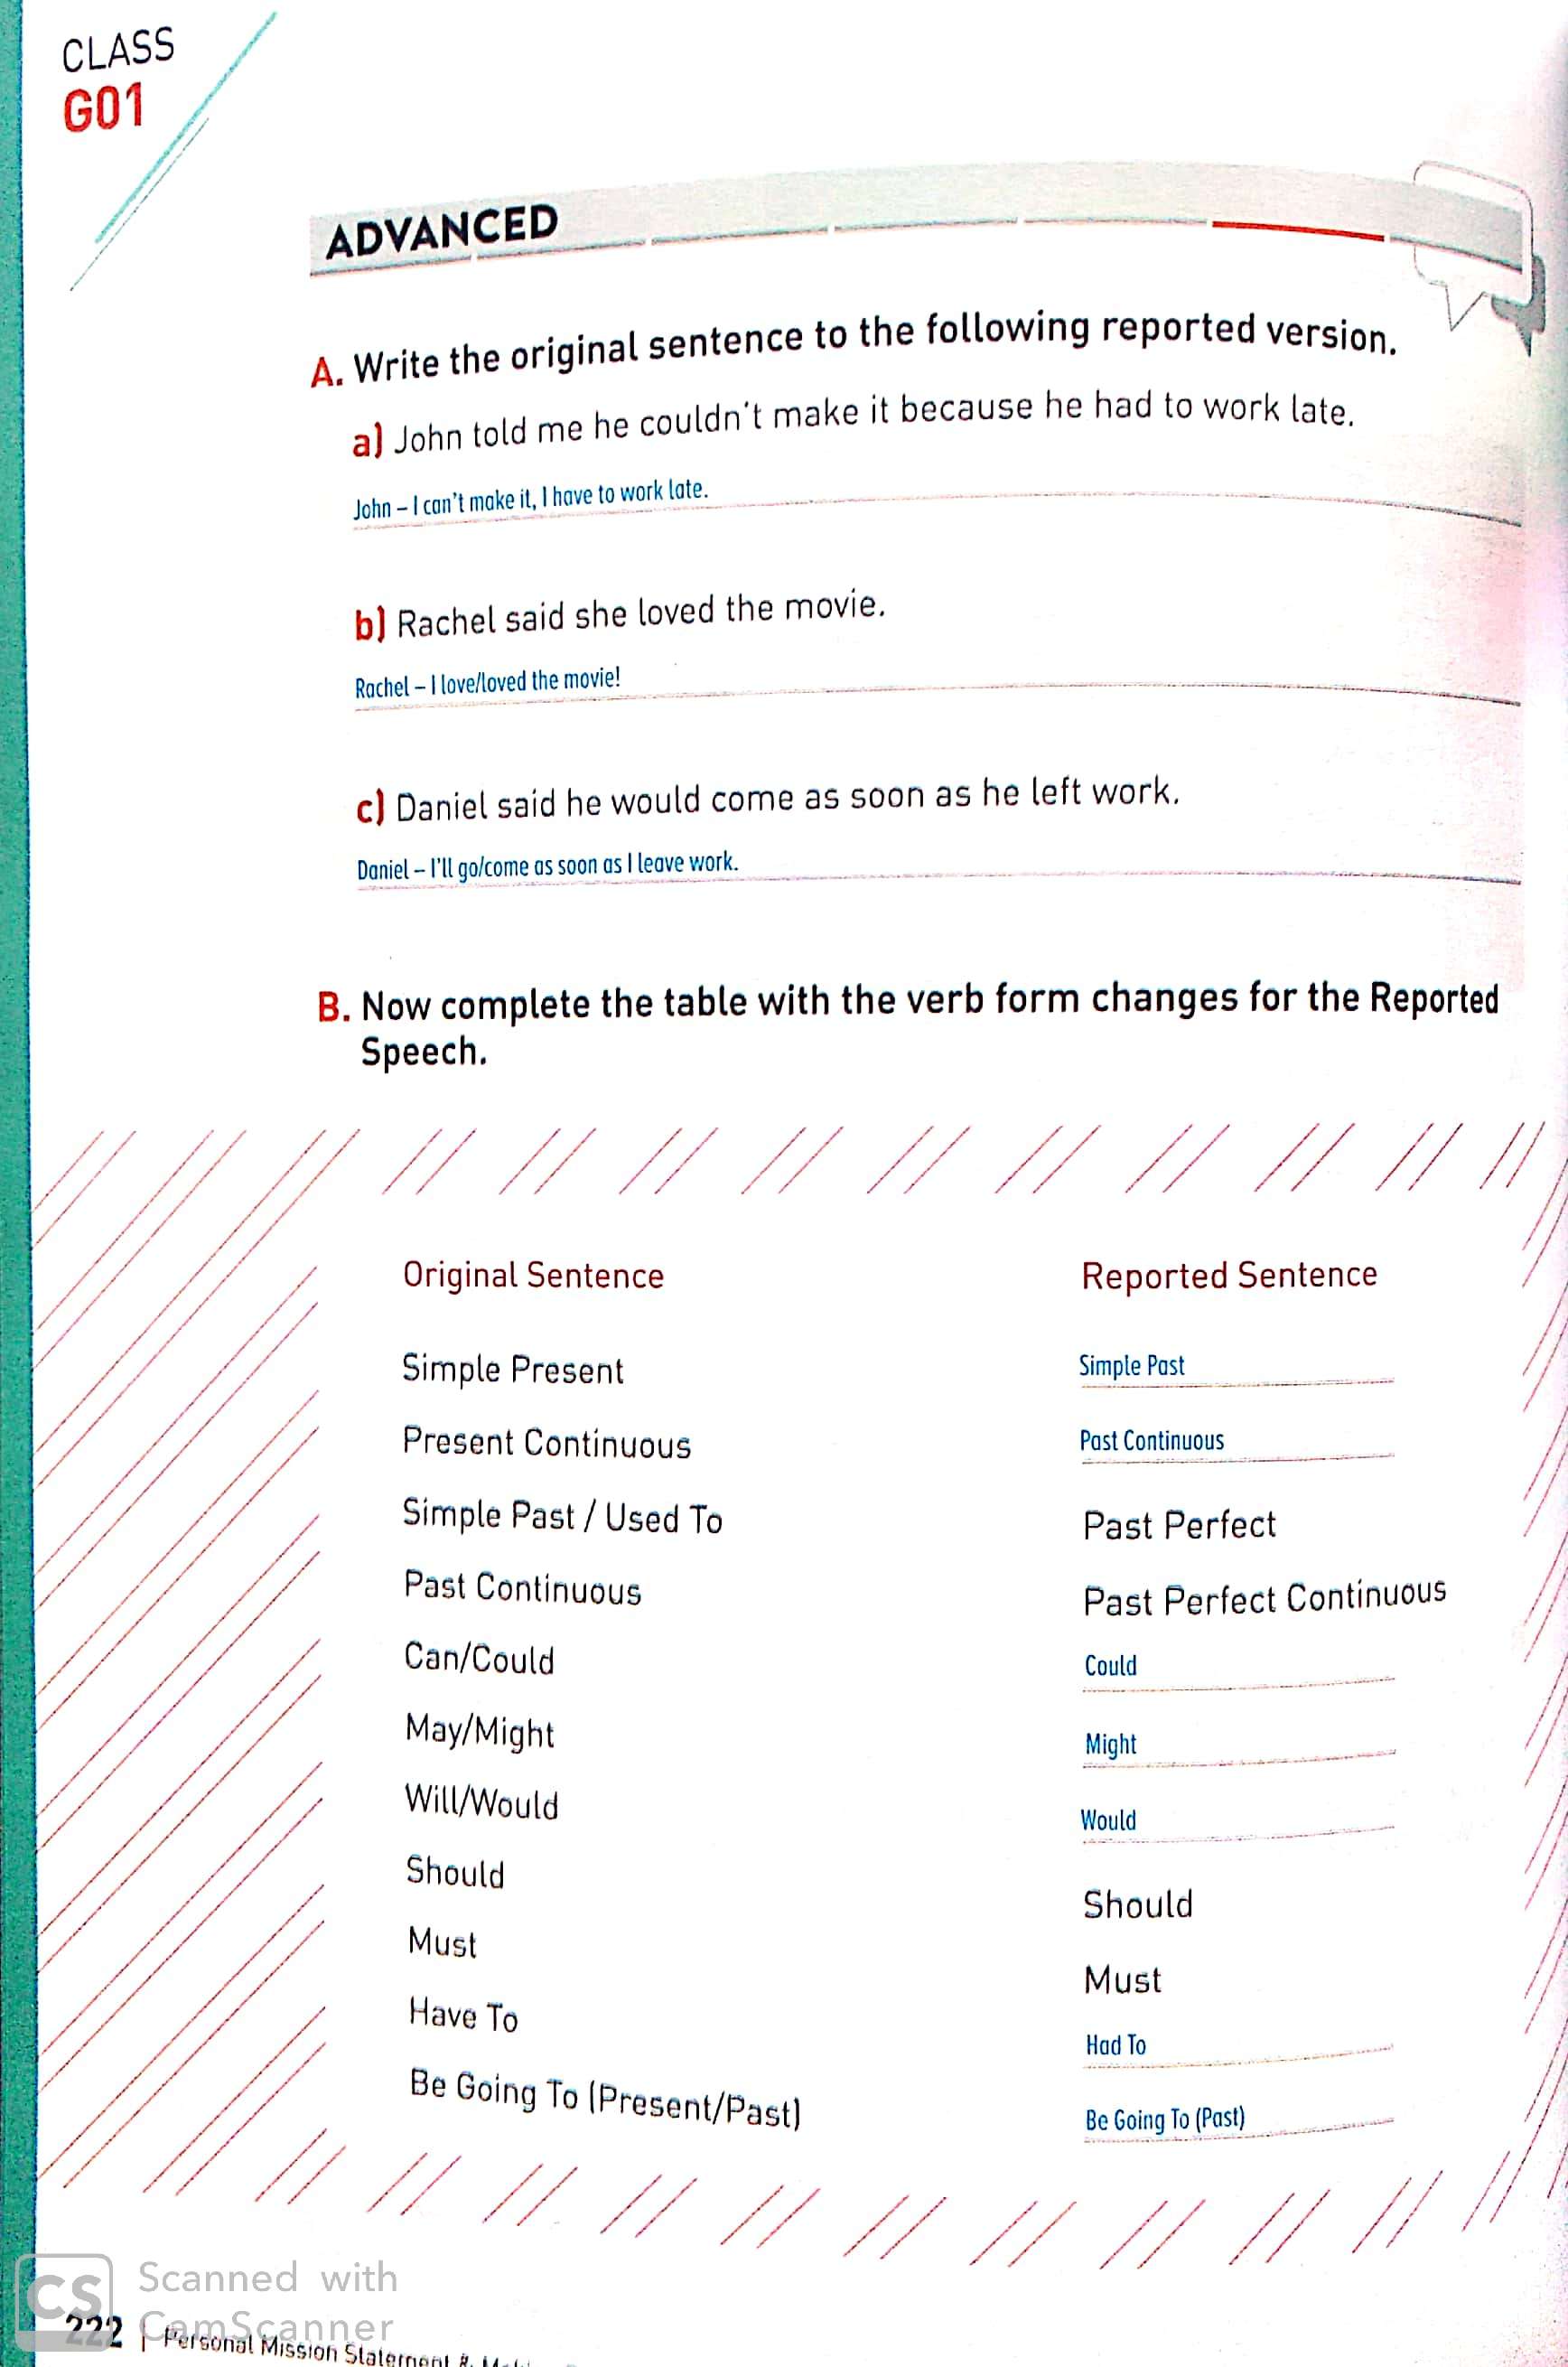 CLASS
G01
ADVANCED
A. Write the original sentence to the following reported version.
a) John told me he couldn't make it because he had to work late.
John – I can't make it, I have to work late.
b) Rachel said she loved the movie.
Rachel – I love/loved the movie!
c) Daniel said he would come as soon as he left work.
Daniel – I'll go/come as soon as I leave work.
B. Now complete the table with the verb form changes for the Reported
Speech.
Original Sentence Reported Sentence
Simple Present Simple Past
Present Continuous Past Continuous
Simple Past / Used To Past Perfect
Past Continuous Past Perfect Continuous
Can/Could Could
May/Might Might
Will/Would Would
Should Should
Must Must
Have To Had To
Be Going To (Present/Past) Be Going To (Past)
CS Scanned with
CamScanner
222 | Personal Mission Statement &